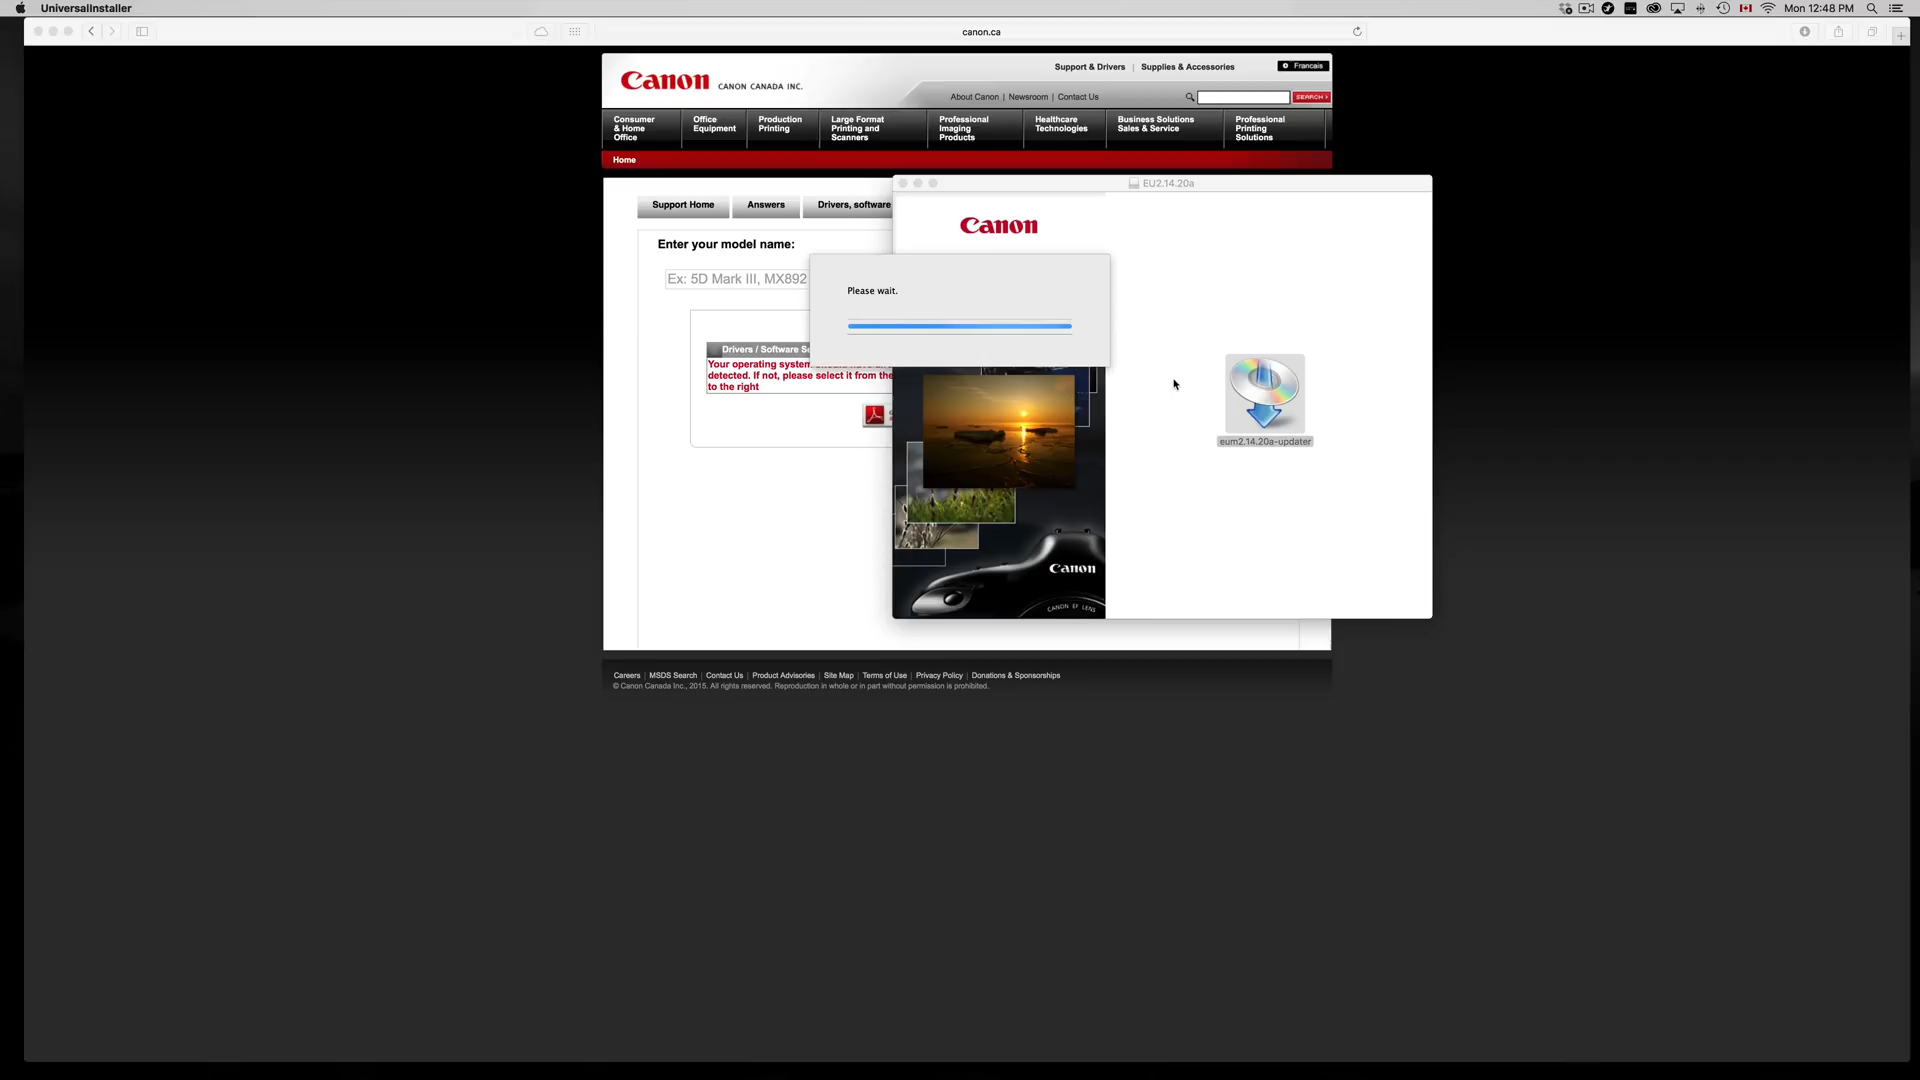 UniversalInstaller
Mon 12:48 PM
canon.ca
Canon CANON CANADA INC.
Support & Drivers | Supplies & Accessories
Francais
About Canon | Newsroom | Contact Us
SEARCH
Consumer
& Home
Office
Office
Equipment
Production
Printing
Large Format
Printing and
Scanners
Professional
Imaging
Products
Healthcare
Technologies
Business Solutions
Sales & Service
Professional
Printing
Solutions
Home
EU2.14.20a
Support Home
Answers
Drivers, software
Canon
Enter your model name:
Ex: 5D Mark III, MX892
Please wait.
Drivers / Software
Your operating system
detected. If not, please select it from the
to the right
eum2.14.20a-updater
Canon
CANON EF LENS
Careers | MSDS Search | Contact Us | Product Advisories | Site Map | Terms of Use | Privacy Policy | Donations & Sponsorships
© Canon Canada Inc., 2015. All rights reserved. Reproduction in whole or in part without permission is prohibited.